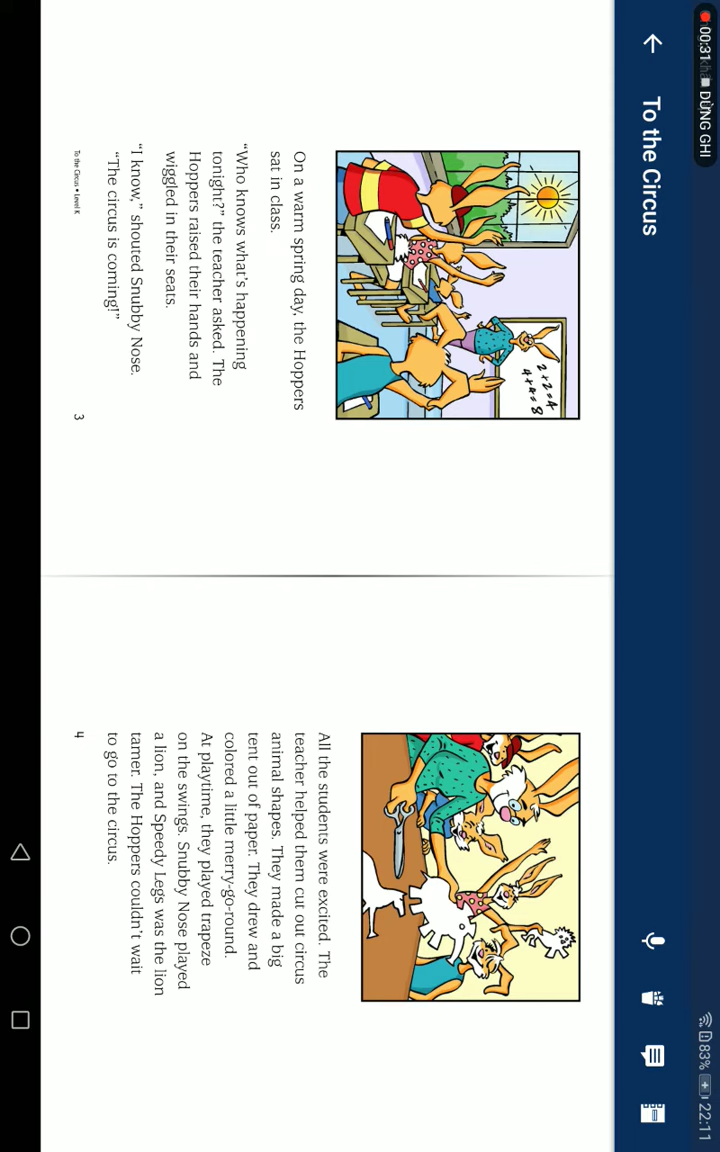 00:31 ■ DỪNG GHI
83% 22:11
To the Circus
2+2=4
4+4=8
On a warm spring day, the Hoppers
sat in class.
“Who knows what’s happening
tonight?” the teacher asked. The
Hoppers raised their hands and
wiggled in their seats.
“I know,” shouted Snubby Nose.
“The circus is coming!”
To the Circus • Level K
3
All the students were excited. The
teacher helped them cut out circus
animal shapes. They made a big
tent out of paper. They drew and
colored a little merry-go-round.
At playtime, they played trapeze
on the swings. Snubby Nose played
a lion, and Speedy Legs was the lion
tamer. The Hoppers couldn’t wait
to go to the circus.
4